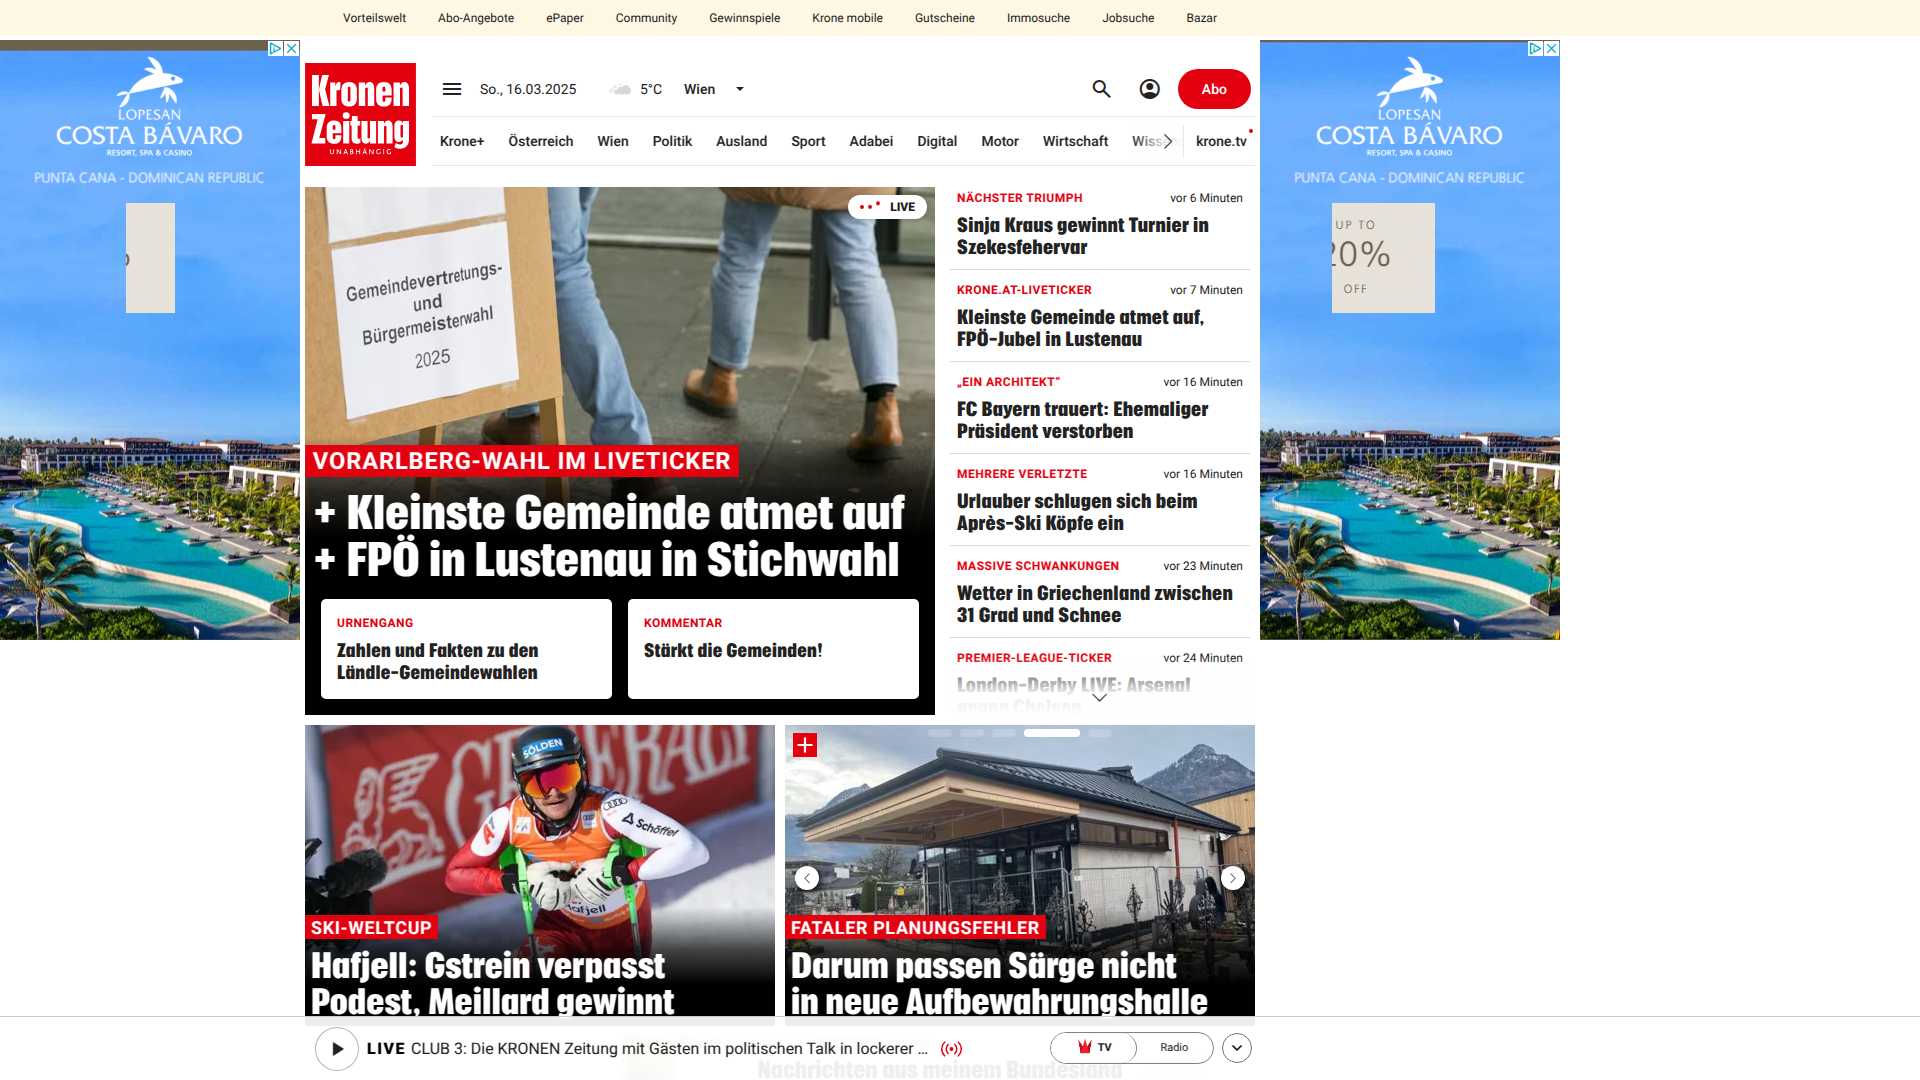 Vorteilswelt Abo-Angebote ePaper Community Gewinnspiele Krone mobile Gutscheine Immosuche Jobsuche Bazar
LOPESAN
COSTA BÁVARO
RESORT, SPA & CASINO
PUNTA CANA - DOMINICAN REPUBLIC
Kronen
Zeitung
UNABHÄNGIG
So., 16.03.2025 5°C Wien Abo
Krone+ Österreich Wien Politik Ausland Sport Adabei Digital Motor Wirtschaft krone.tv
LOPESAN
COSTA BÁVARO
RESORT, SPA & CASINO
PUNTA CANA - DOMINICAN REPUBLIC
UP TO
20%
OFF
LIVE
Gemeindevertretungs-
und
Bürgermeisterwahl
2025
VORARLBERG-WAHL IM LIVETICKER
+ Kleinste Gemeinde atmet auf
+ FPÖ in Lustenau in Stichwahl
URNENGANG
Zahlen und Fakten zu den
Ländle-Gemeindewahlen
KOMMENTAR
Stärkt die Gemeinden!
NÄCHSTER TRIUMPH vor 6 Minuten
Sinja Kraus gewinnt Turnier in
Szekesfehervar
KRONE.AT-LIVETICKER vor 7 Minuten
Kleinste Gemeinde atmet auf,
FPÖ-Jubel in Lustenau
„EIN ARCHITEKT“ vor 16 Minuten
FC Bayern trauert: Ehemaliger
Präsident verstorben
MEHRERE VERLETZTE vor 16 Minuten
Urlauber schlugen sich beim
Après-Ski Köpfe ein
MASSIVE SCHWANKUNGEN vor 23 Minuten
Wetter in Griechenland zwischen
31 Grad und Schnee
PREMIER-LEAGUE-TICKER vor 24 Minuten
London-Derby LIVE: Arsenal
gegen Chelsea
SÖLDEN
Schöffel
SKI-WELTCUP
Hafjell: Gstrein verpasst
Podest, Meillard gewinnt
FATALER PLANUNGSFEHLER
Darum passen Särge nicht
in neue Aufbewahrungshalle
LIVE CLUB 3: Die KRONEN Zeitung mit Gästen im politischen Talk in lockerer ... TV Radio
Nachrichten aus meinem Bundesland